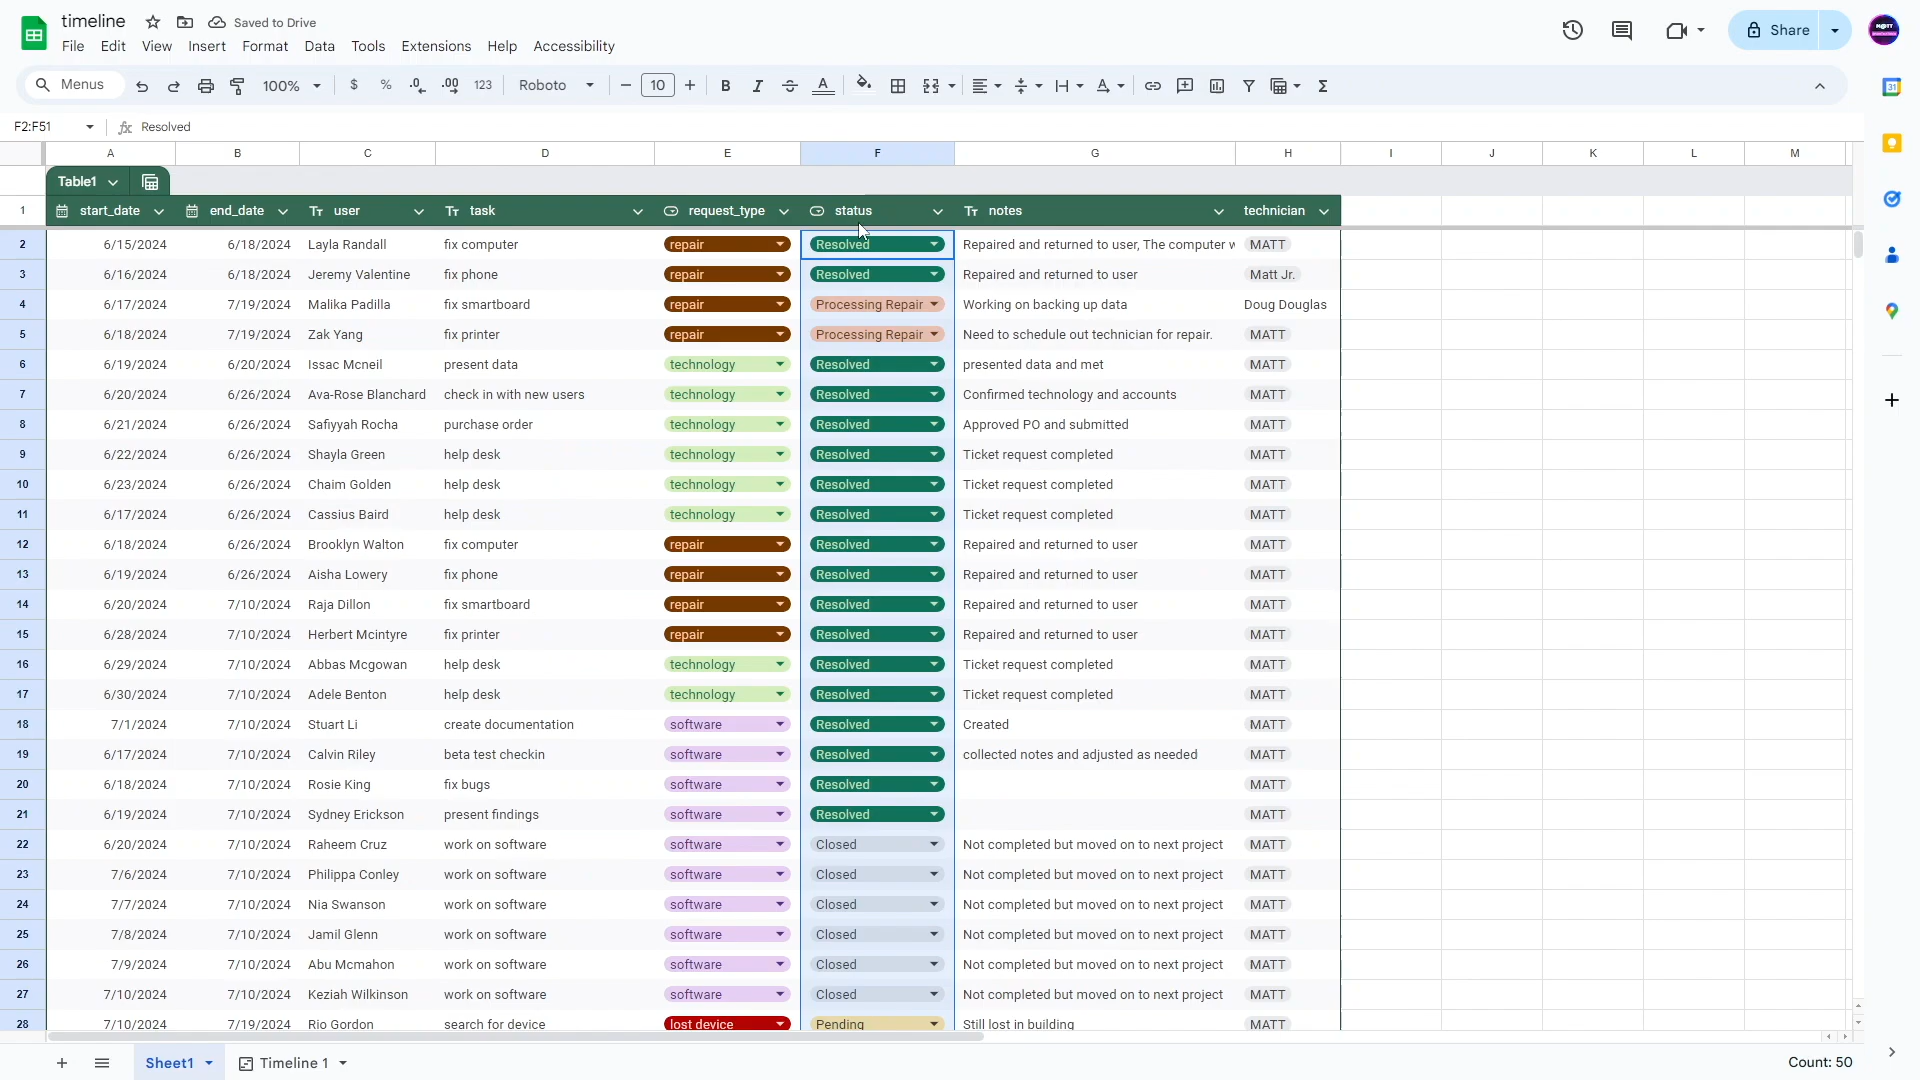 timeline Saved to Drive
File Edit View Insert Format Data Tools Extensions Help Accessibility
Share
Menus 100% $ % .0 .00 123 Roboto 10 B I A Σ
F2:F51 fx Resolved
A B C D E F G H I J K L M
Table1
1 start_date end_date user task request_type status notes technician
2 6/15/2024 6/18/2024 Layla Randall fix computer repair Resolved Repaired and returned to user, The computer w MATT
3 6/16/2024 6/18/2024 Jeremy Valentine fix phone repair Resolved Repaired and returned to user Matt Jr.
4 6/17/2024 7/19/2024 Malika Padilla fix smartboard repair Processing Repair Working on backing up data Doug Douglas
5 6/18/2024 7/19/2024 Zak Yang fix printer repair Processing Repair Need to schedule out technician for repair. MATT
6 6/19/2024 6/20/2024 Issac Mcneil present data technology Resolved presented data and met MATT
7 6/20/2024 6/26/2024 Ava-Rose Blanchard check in with new users technology Resolved Confirmed technology and accounts MATT
8 6/21/2024 6/26/2024 Safiyyah Rocha purchase order technology Resolved Approved PO and submitted MATT
9 6/22/2024 6/26/2024 Shayla Green help desk technology Resolved Ticket request completed MATT
10 6/23/2024 6/26/2024 Chaim Golden help desk technology Resolved Ticket request completed MATT
11 6/17/2024 6/26/2024 Cassius Baird help desk technology Resolved Ticket request completed MATT
12 6/18/2024 6/26/2024 Brooklyn Walton fix computer repair Resolved Repaired and returned to user MATT
13 6/19/2024 6/26/2024 Aisha Lowery fix phone repair Resolved Repaired and returned to user MATT
14 6/20/2024 7/10/2024 Raja Dillon fix smartboard repair Resolved Repaired and returned to user MATT
15 6/28/2024 7/10/2024 Herbert Mcintyre fix printer repair Resolved Repaired and returned to user MATT
16 6/29/2024 7/10/2024 Abbas Mcgowan help desk technology Resolved Ticket request completed MATT
17 6/30/2024 7/10/2024 Adele Benton help desk technology Resolved Ticket request completed MATT
18 7/1/2024 7/10/2024 Stuart Li create documentation software Resolved Created MATT
19 6/17/2024 7/10/2024 Calvin Riley beta test checkin software Resolved collected notes and adjusted as needed MATT
20 6/18/2024 7/10/2024 Rosie King fix bugs software Resolved MATT
21 6/19/2024 7/10/2024 Sydney Erickson present findings software Resolved MATT
22 6/20/2024 7/10/2024 Raheem Cruz work on software software Closed Not completed but moved on to next project MATT
23 7/6/2024 7/10/2024 Philippa Conley work on software software Closed Not completed but moved on to next project MATT
24 7/7/2024 7/10/2024 Nia Swanson work on software software Closed Not completed but moved on to next project MATT
25 7/8/2024 7/10/2024 Jamil Glenn work on software software Closed Not completed but moved on to next project MATT
26 7/9/2024 7/10/2024 Abu Mcmahon work on software software Closed Not completed but moved on to next project MATT
27 7/10/2024 7/10/2024 Keziah Wilkinson work on software software Closed Not completed but moved on to next project MATT
28 7/10/2024 7/19/2024 Rio Gordon search for device lost device Pending Still lost in building MATT
Sheet1 Timeline 1 Count: 50